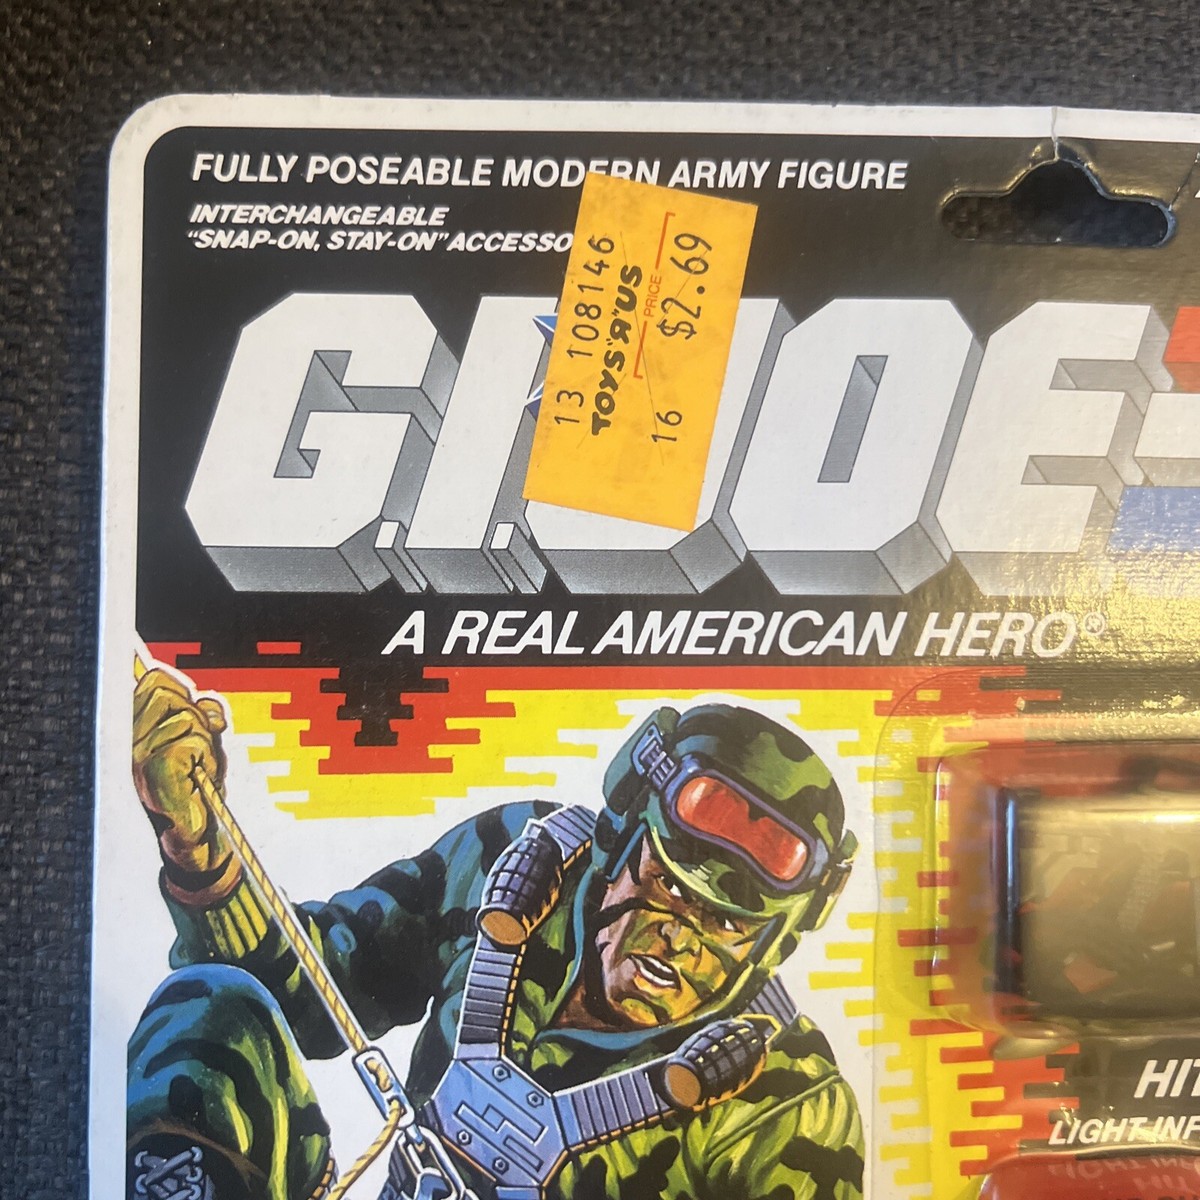 FULLY POSEABLE MODERN ARMY FIGURE
INTERCHANGEABLE
"SNAP-ON, STAY-ON" ACCESSO
13 108146
TOYS "R" US
PRICE
16 $2.69
G.I. JOE
A REAL AMERICAN HERO®
HIT
LIGHT INF